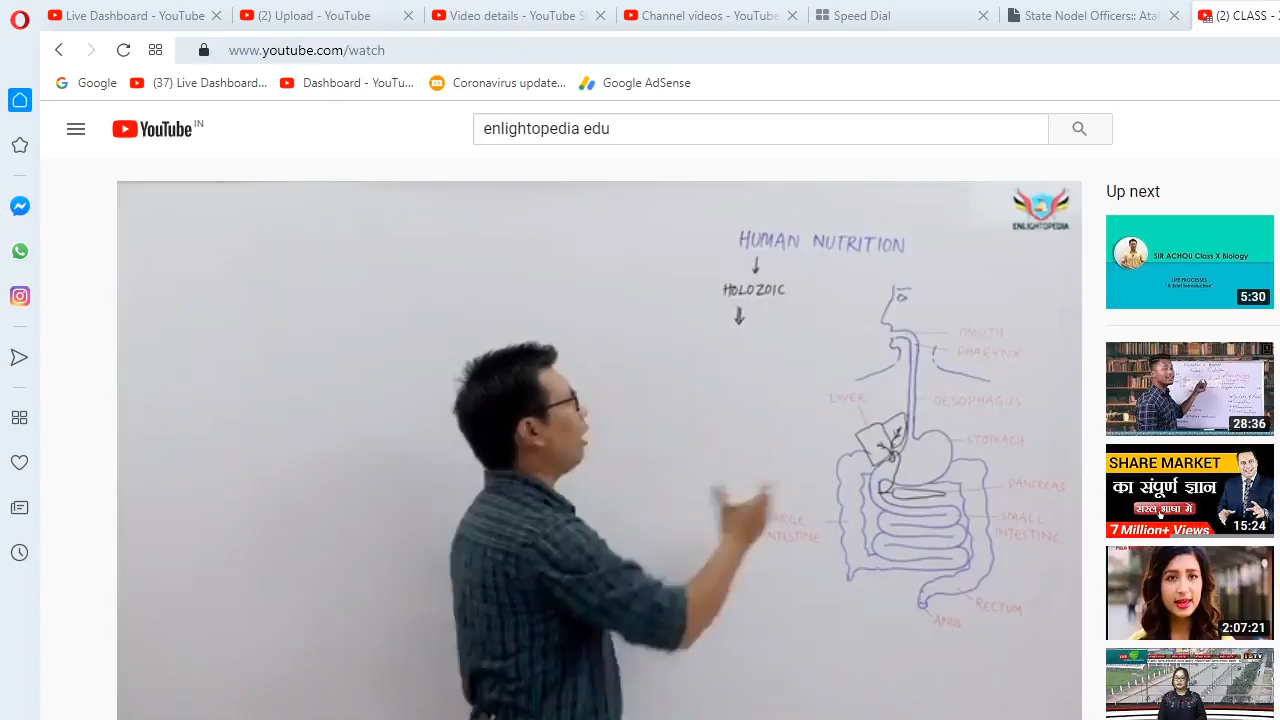 Live Dashboard - YouTube
(2) Upload - YouTube
Video details - YouTube S
Channel videos - YouTube
Speed Dial
State Nodel Officers:: Ata
(2) CLASS -
www.youtube.com/watch
Google
(37) Live Dashboard...
Dashboard - YouTu...
Coronavirus update...
Google AdSense
YouTube IN
enlightopedia edu
ENLIGHTOPEDIA
HUMAN NUTRITION
HOLOZOIC
MOUTH
PHARYNX
LIVER
OESOPHAGUS
STOMACH
PANCREAS
LARGE INTESTINE
SMALL INTESTINE
RECTUM
ANUS
Up next
SIR ACHOU Class X Biology
LIFE PROCESSES
"A Brief Introduction"
5:30
28:36
SHARE MARKET
का संपूर्ण ज्ञान
सरल भाषा में
7 Million+ Views
15:24
2:07:21